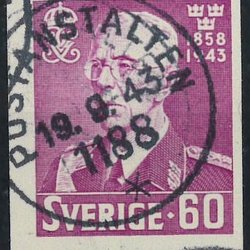 POSTANSTALTEN
1858
1943
19.9.43
1188
SVERIGE·60